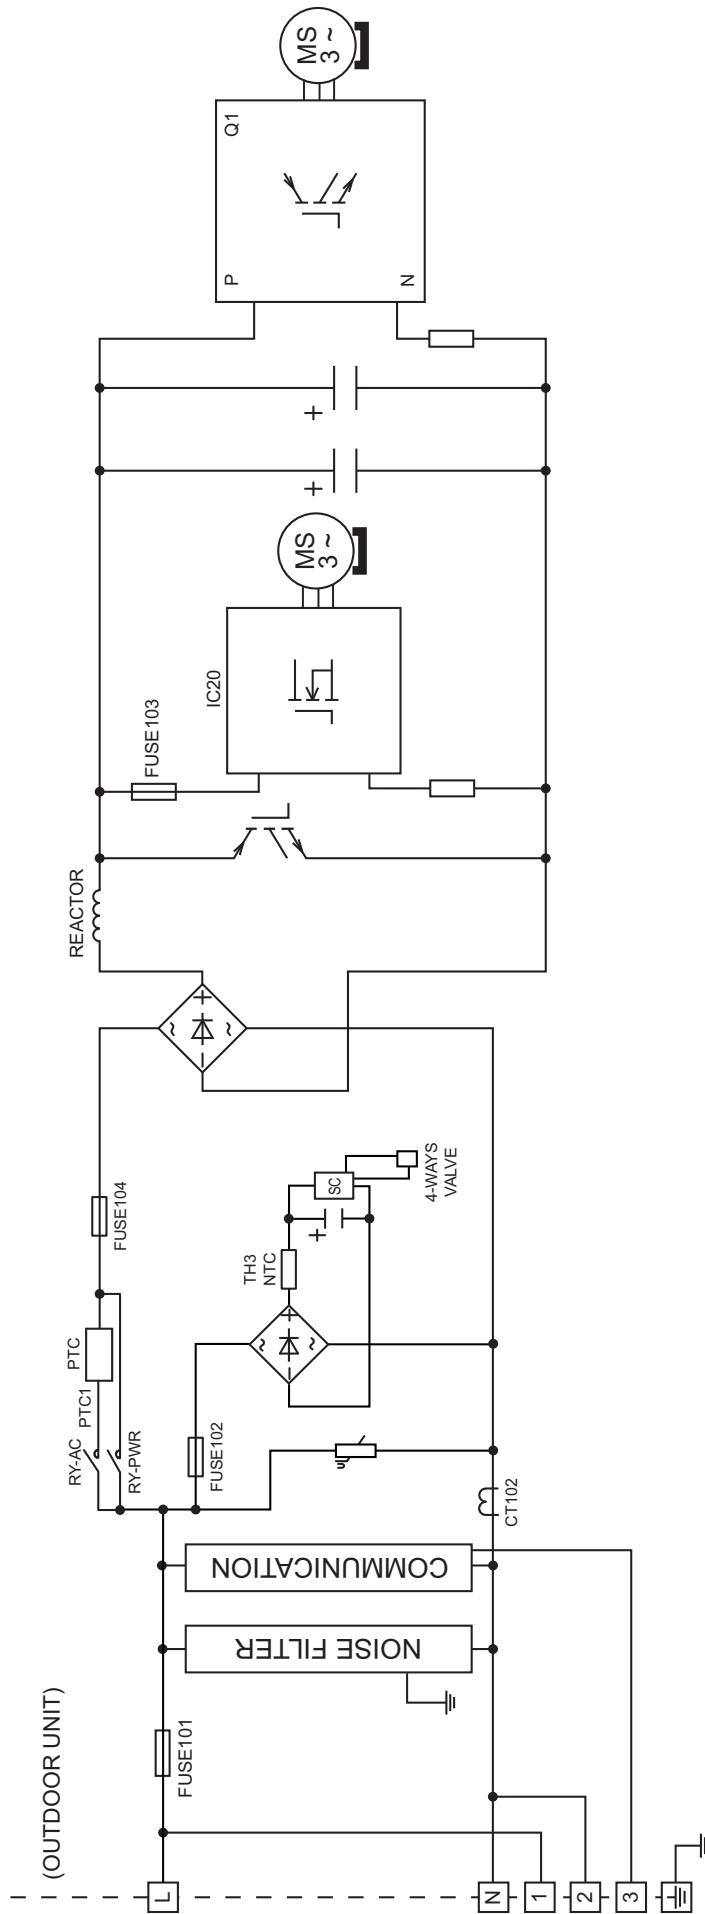 (OUTDOOR UNIT)
L
N
1
2
3
FUSE101
NOISE FILTER
COMMUNICATION
CT102
RY-AC
RY-PWR
PTC1
PTC
FUSE102
TH3
NTC
SC
4-WAYS
VALVE
FUSE104
~
~
+
−
~
~
+
−
+
REACTOR
FUSE103
IC20
MS
3 ~
+
+
P
N
Q1
MS
3 ~